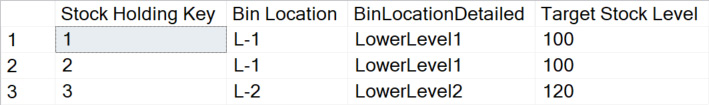 Stock Holding Key Bin Location BinLocationDetailed Target Stock Level
1 1 L-1 LowerLevel1 100
2 2 L-1 LowerLevel1 100
3 3 L-2 LowerLevel2 120